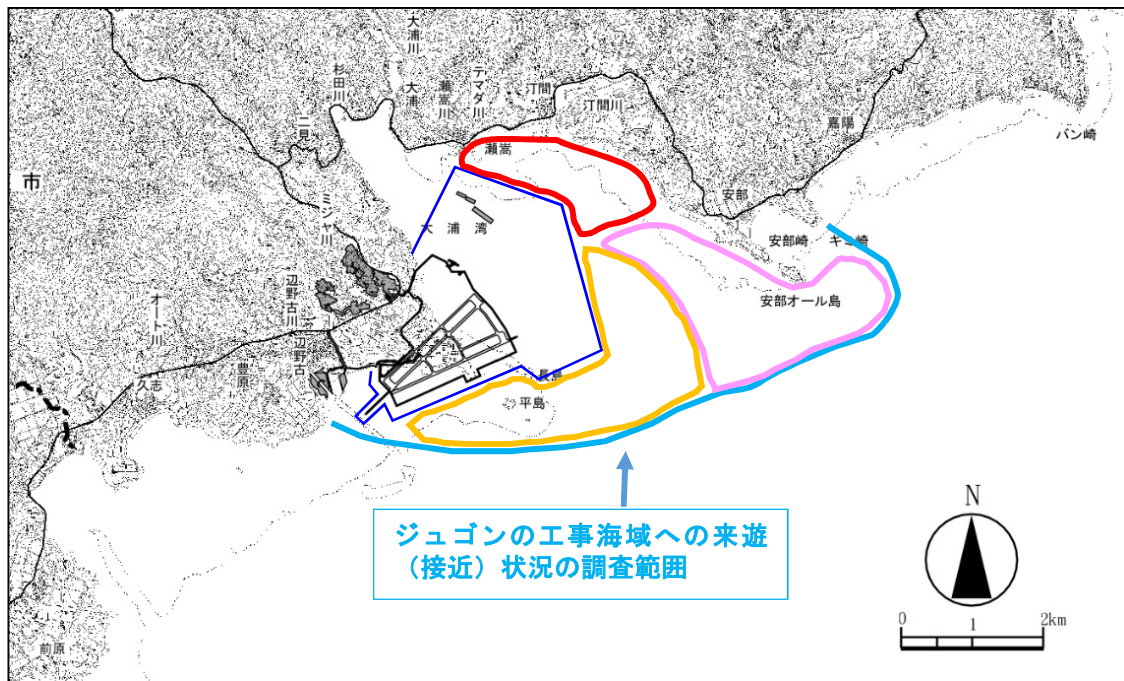 大浦川
杉田川
大浦
瀬嵩川
テマダ川
汀間
汀間川
二見
瀬嵩
嘉陽
バン崎
市
ミジャ川
大浦湾
安部
安部崎
キミ崎
安部オール島
オート川
辺野古川
辺野古
豊原
久志
長島
平島
ジュゴンの工事海域への来遊
（接近）状況の調査範囲
N
0 1 2km
前原